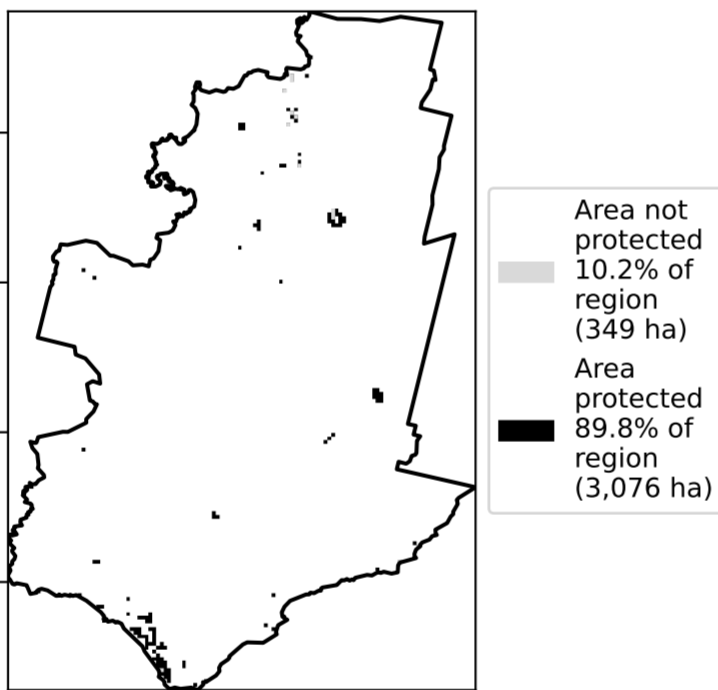 Area not
protected
10.2% of
region
(349 ha)
Area
protected
89.8% of
region
(3,076 ha)